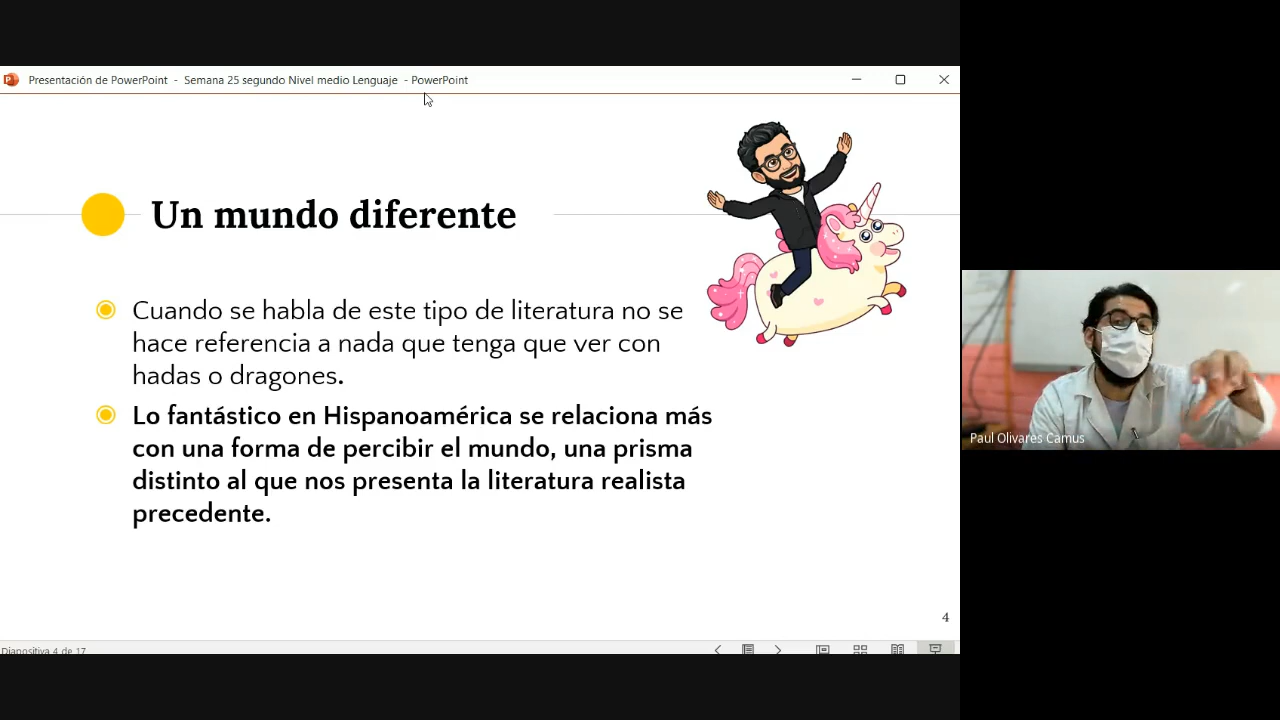 Presentación de PowerPoint - Semana 25 segundo Nivel medio Lenguaje - PowerPoint
Un mundo diferente
Cuando se habla de este tipo de literatura no se
hace referencia a nada que tenga que ver con
hadas o dragones.
Lo fantástico en Hispanoamérica se relaciona más
con una forma de percibir el mundo, una prisma
distinto al que nos presenta la literatura realista
precedente.
4
Diapositiva 4 de 17
Paul Olivares Camus